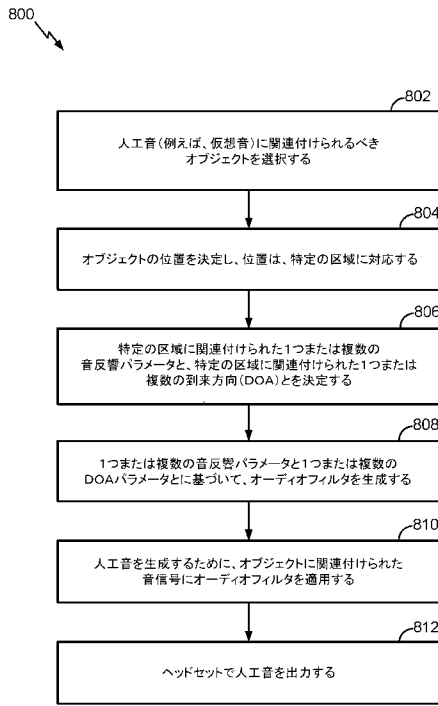 800
802
人工音(例えば、仮想音)に関連付けられるべき
オブジェクトを選択する
804
オブジェクトの位置を決定し、位置は、特定の区域に対応する
806
特定の区域に関連付けられた1つまたは複数の
音反響パラメータと、特定の区域に関連付けられた1つまたは
複数の到来方向(DOA)とを決定する
808
1つまたは複数の音反響パラメータと1つまたは複数の
DOAパラメータとに基づいて、オーディオフィルタを生成する
810
人工音を生成するために、オブジェクトに関連付けられた
音信号にオーディオフィルタを適用する
812
ヘッドセットで人工音を出力する